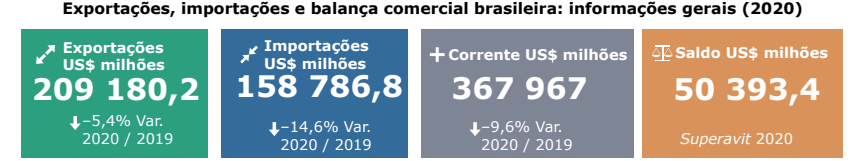 Exportações, importações e balança comercial brasileira: informações gerais (2020)
Exportações
US$ milhões
209 180,2
–5,4% Var.
2020 / 2019
Importações
US$ milhões
158 786,8
–14,6% Var.
2020 / 2019
Corrente US$ milhões
367 967
–9,6% Var.
2020 / 2019
Saldo US$ milhões
50 393,4
Superavit 2020